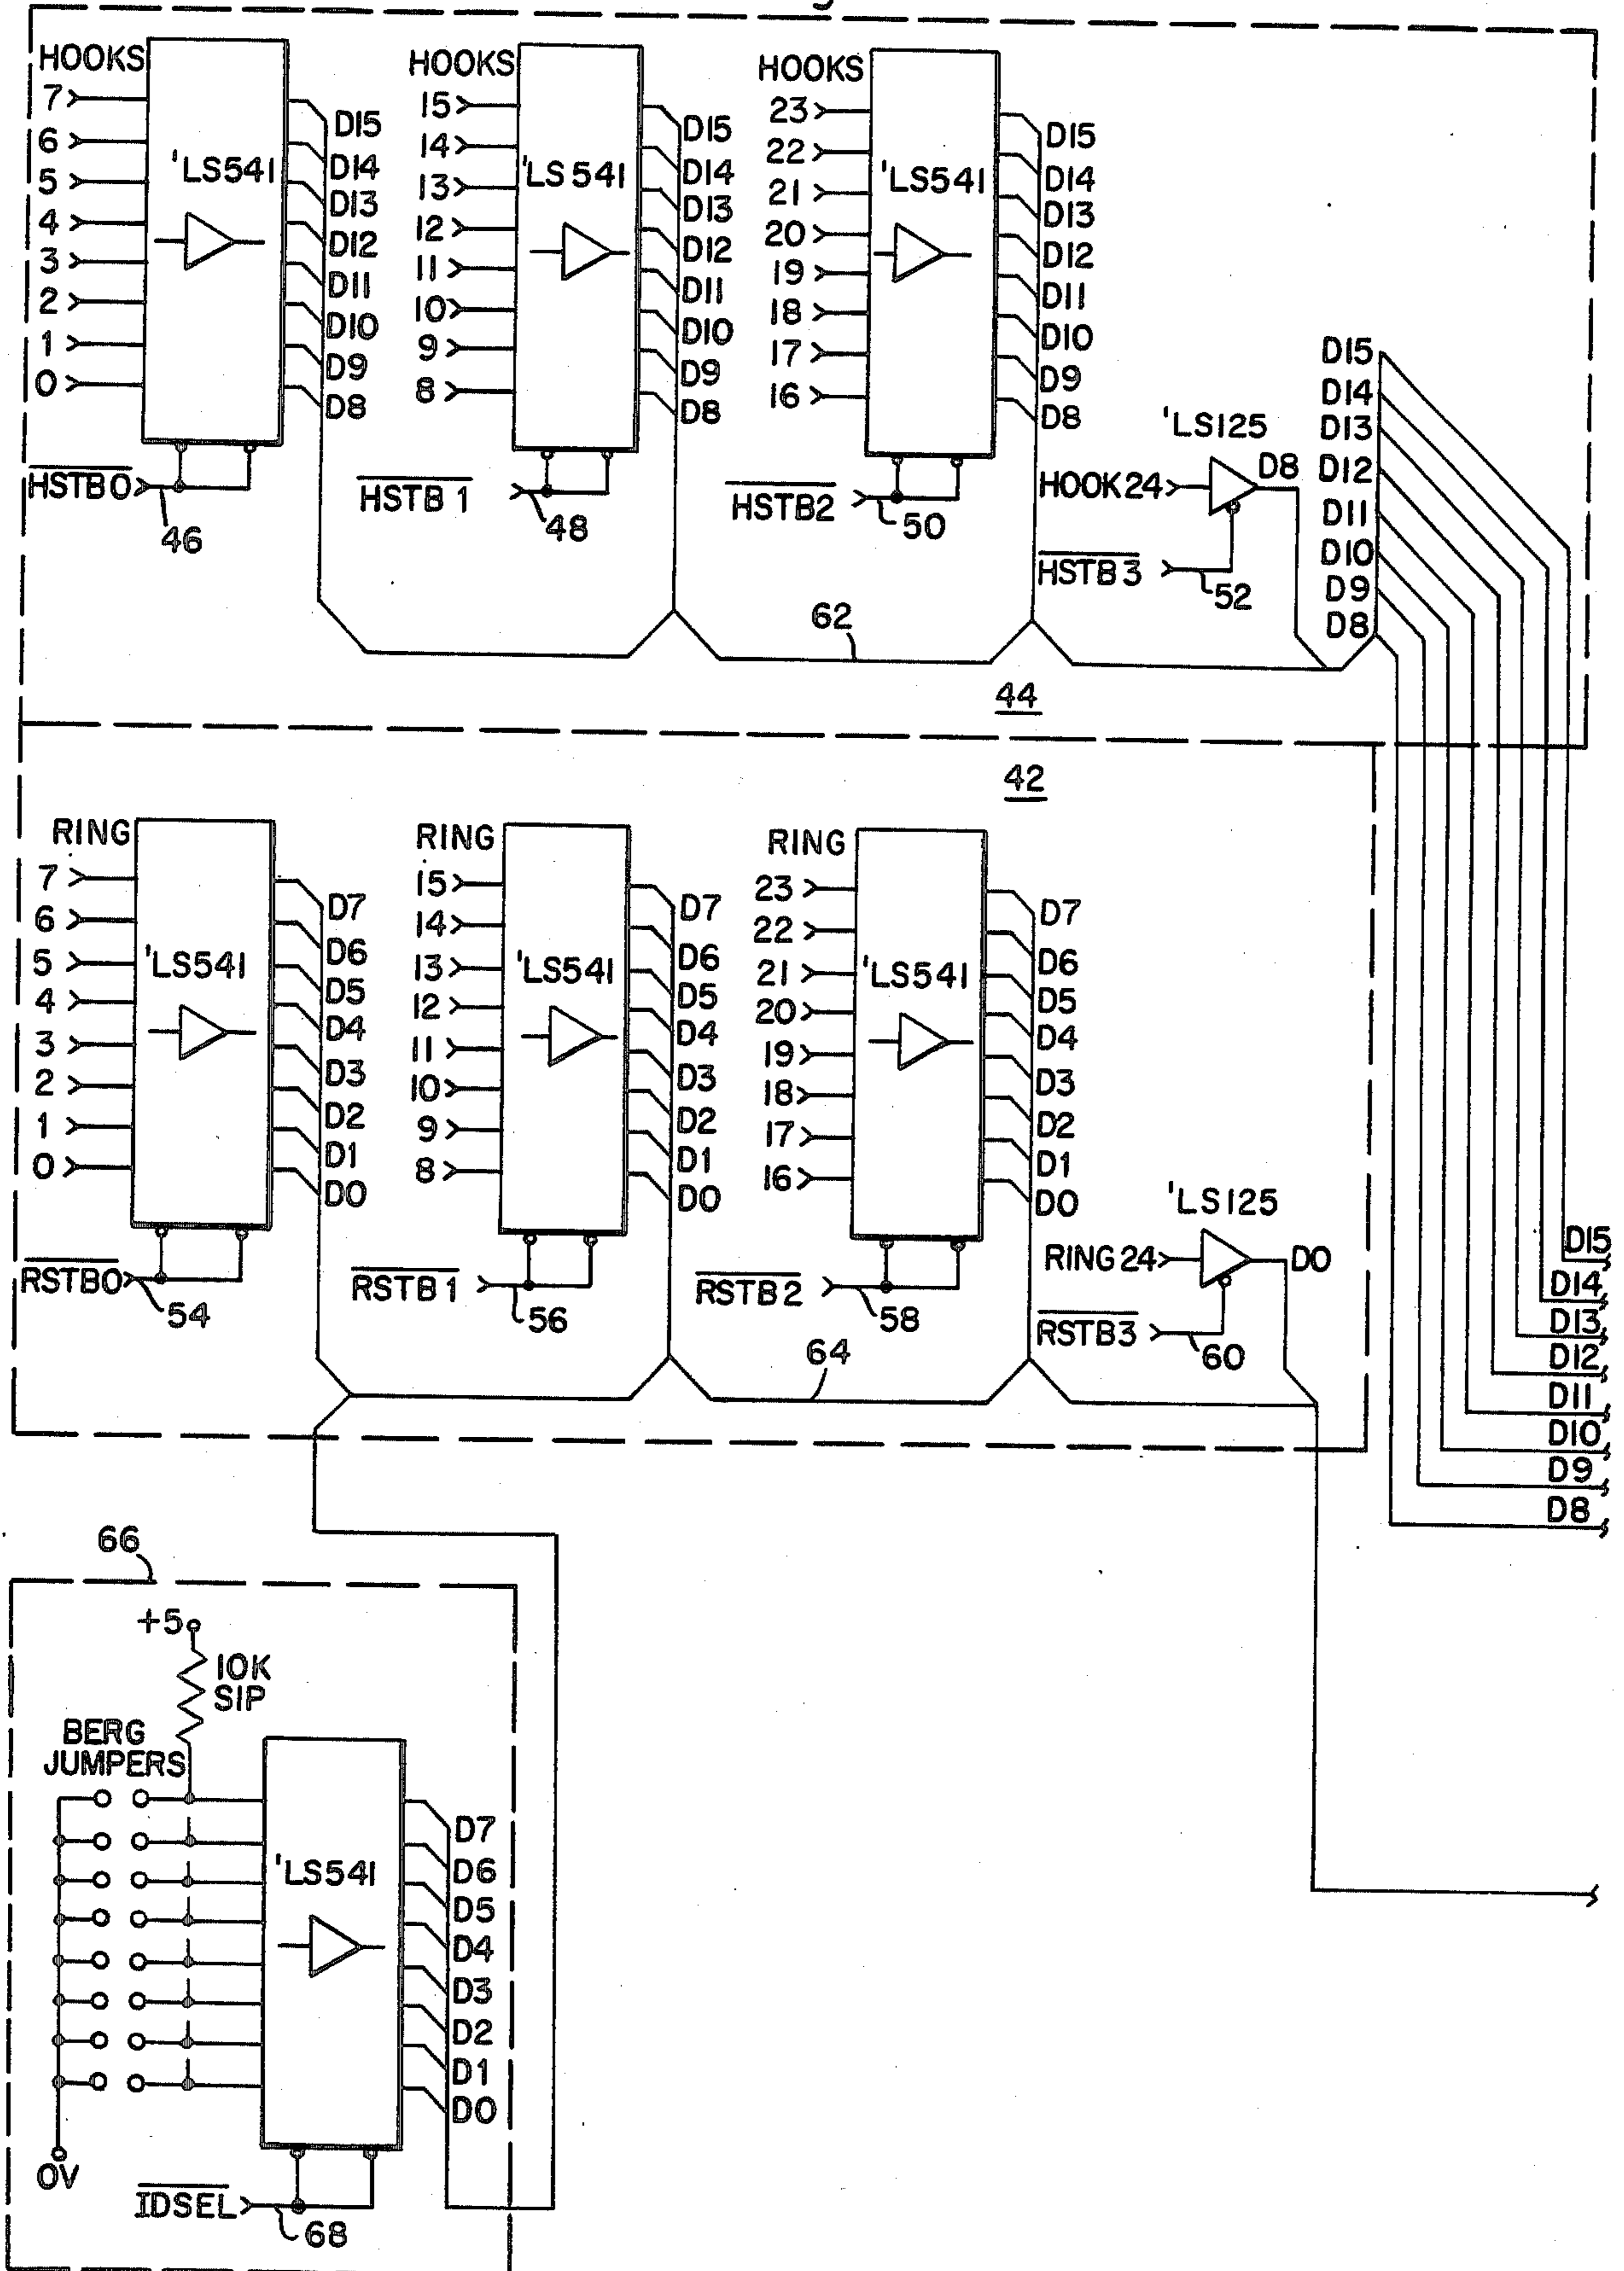 HOOKS
7
6
5
4
3
2
1
0
'LS541
D15
D14
D13
D12
D11
D10
D9
D8
HSTB0
46
HOOKS
15
14
13
12
11
10
9
8
'LS541
D15
D14
D13
D12
D11
D10
D9
D8
HSTB1
48
HOOKS
23
22
21
20
19
18
17
16
'LS541
D15
D14
D13
D12
D11
D10
D9
D8
HSTB2
50
'LS125
HOOK24
D8
HSTB3
52
D15
D14
D13
D12
D11
D10
D9
D8
62
44
42
RING
7
6
5
4
3
2
1
0
'LS541
D7
D6
D5
D4
D3
D2
D1
D0
RSTB0
54
RING
15
14
13
12
11
10
9
8
'LS541
D7
D6
D5
D4
D3
D2
D1
D0
RSTB1
56
RING
23
22
21
20
19
18
17
16
'LS541
D7
D6
D5
D4
D3
D2
D1
D0
RSTB2
58
'LS125
RING24
D0
RSTB3
60
64
D15
D14
D13
D12
D11
D10
D9
D8
66
+5
10K
SIP
BERG
JUMPERS
'LS541
D7
D6
D5
D4
D3
D2
D1
D0
0V
IDSEL
68